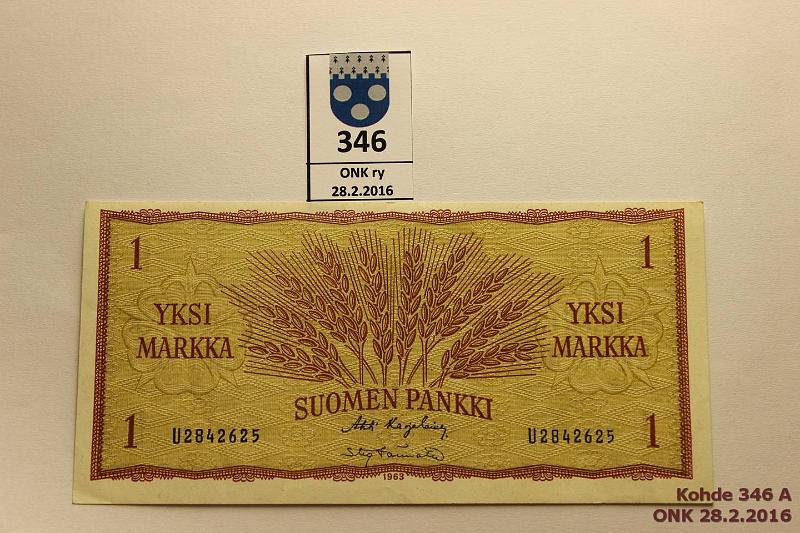 346
ONK ry
28.2.2016
1 1
YKSI YKSI
MARKKA MARKKA
SUOMEN PANKKI
1 U2842625 U2842625 1
1963
Kohde 346 A
ONK 28.2.2016